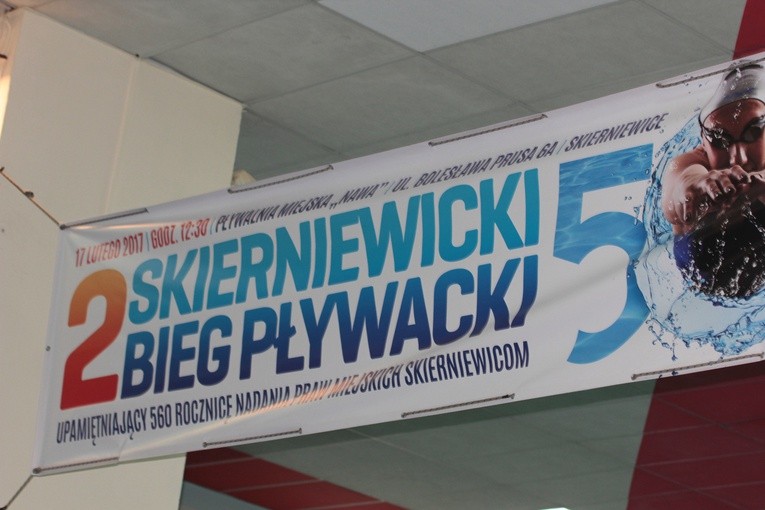 17 LUTEGO 2017 | GODZ. 12:30 | PŁYWALNIA MIEJSKA „NAWA” / UL. BOLESŁAWA PRUSA 6A / SKIERNIEWICE
2 SKIERNIEWICKI
BIEG PŁYWACKI
5
UPAMIĘTNIAJĄCY 560 ROCZNICĘ NADANIA PRAW MIEJSKICH SKIERNIEWICOM